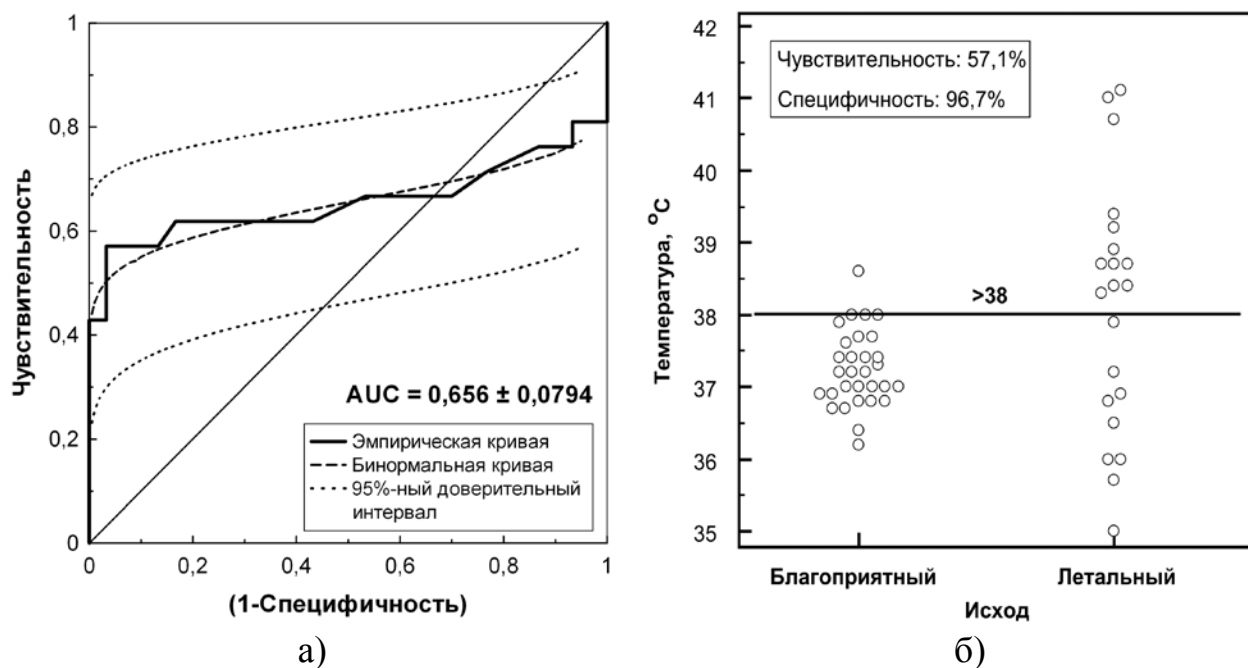 1
0,8
0,6
0,4
0,2
0
0
0,2
0,4
0,6
0,8
1
Чувствительность
(1-Специфичность)
AUC = 0,656 ± 0,0794
Эмпирическая кривая
Бинормальная кривая
95%-ный доверительный
интервал
а)
42
41
40
39
38
37
36
35
Температура, °C
Чувствительность: 57,1%
Специфичность: 96,7%
>38
Благоприятный
Летальный
Исход
б)